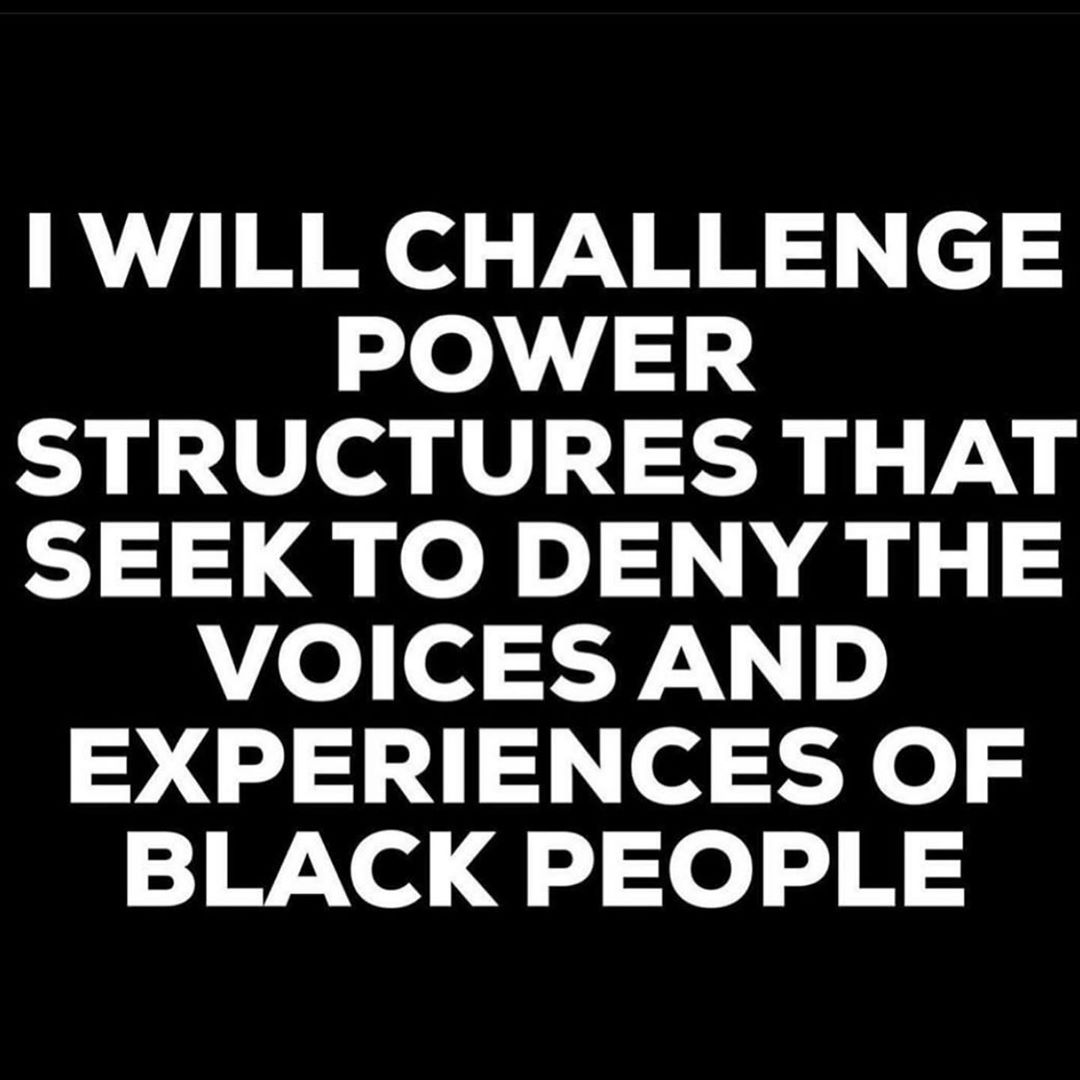 I WILL CHALLENGE
POWER
STRUCTURES THAT
SEEK TO DENY THE
VOICES AND
EXPERIENCES OF
BLACK PEOPLE